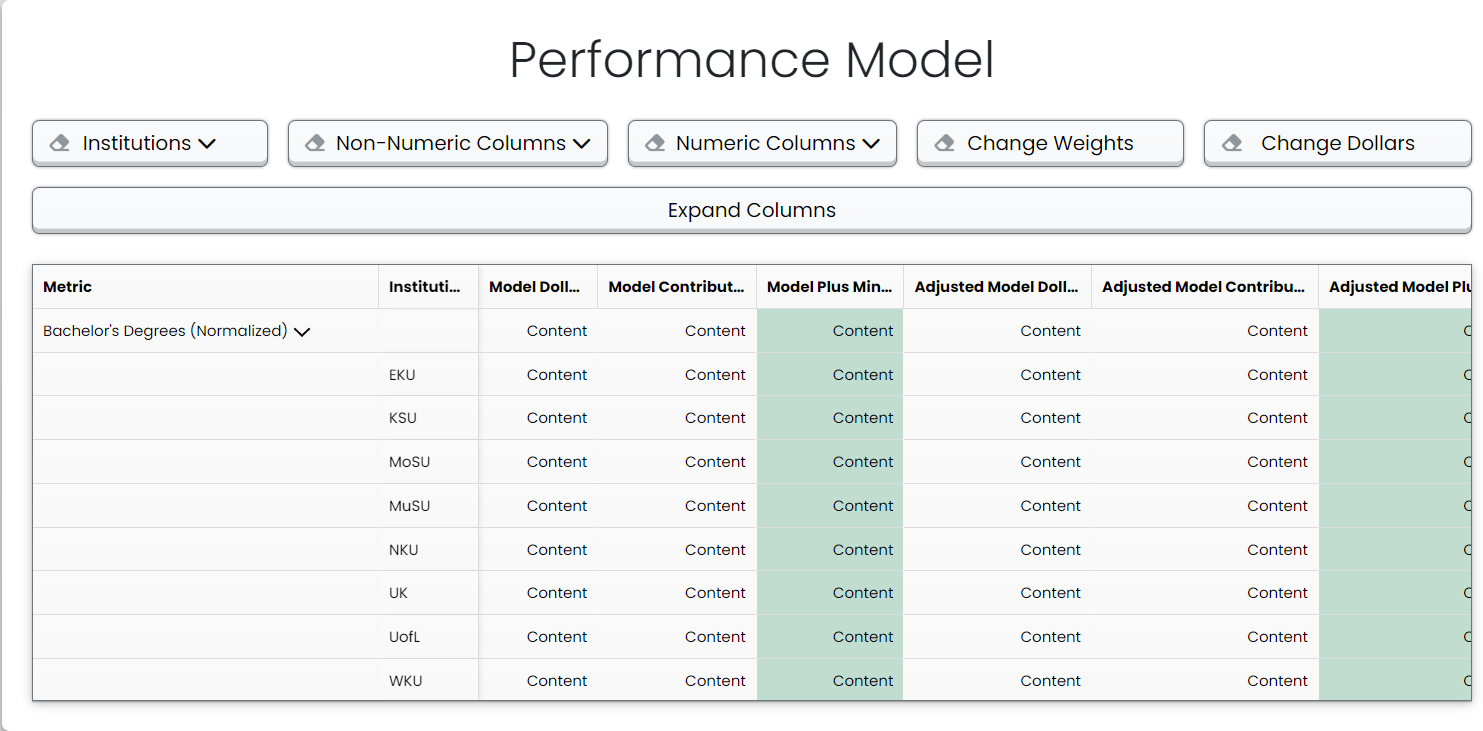 Performance Model
Institutions Non-Numeric Columns Numeric Columns Change Weights Change Dollars
Expand Columns
Metric Instituti... Model Doll... Model Contribut... Model Plus Min... Adjusted Model Doll... Adjusted Model Contribu... Adjusted Model Plu
Bachelor's Degrees (Normalized) Content Content Content Content Content C
EKU Content Content Content Content Content C
KSU Content Content Content Content Content C
MoSU Content Content Content Content Content C
MuSU Content Content Content Content Content C
NKU Content Content Content Content Content C
UK Content Content Content Content Content C
UofL Content Content Content Content Content C
WKU Content Content Content Content Content C